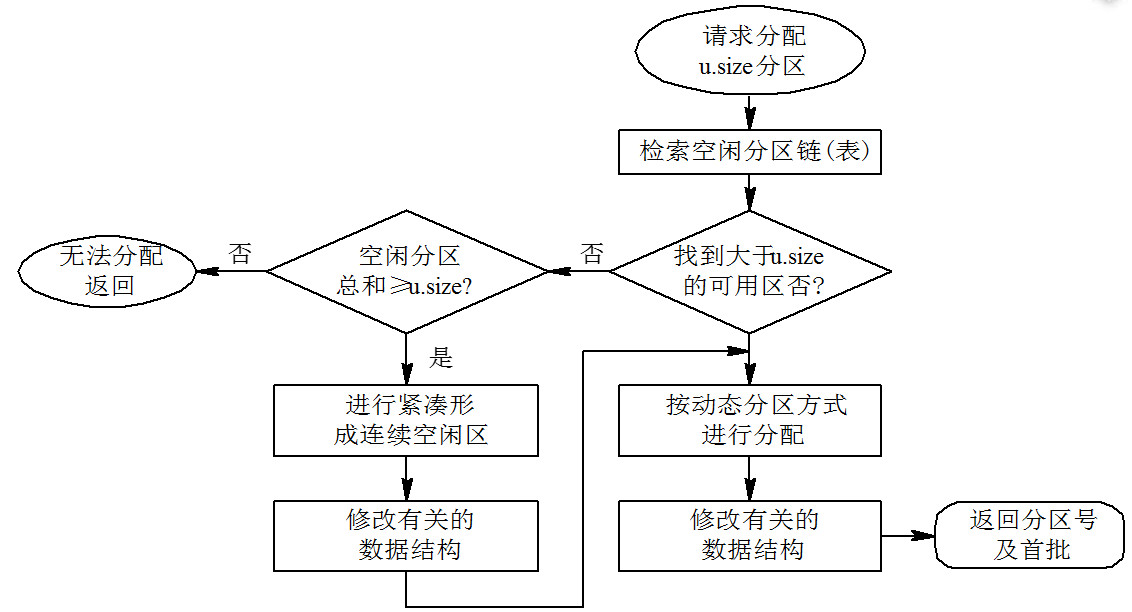 请求分配
u.size分区
检索空闲分区链(表)
找到大于u.size
的可用区否?
否
空闲分区
总和≥u.size?
否
无法分配
返回
是
进行紧凑形
成连续空闲区
修改有关的
数据结构
按动态分区方式
进行分配
修改有关的
数据结构
返回分区号
及首批